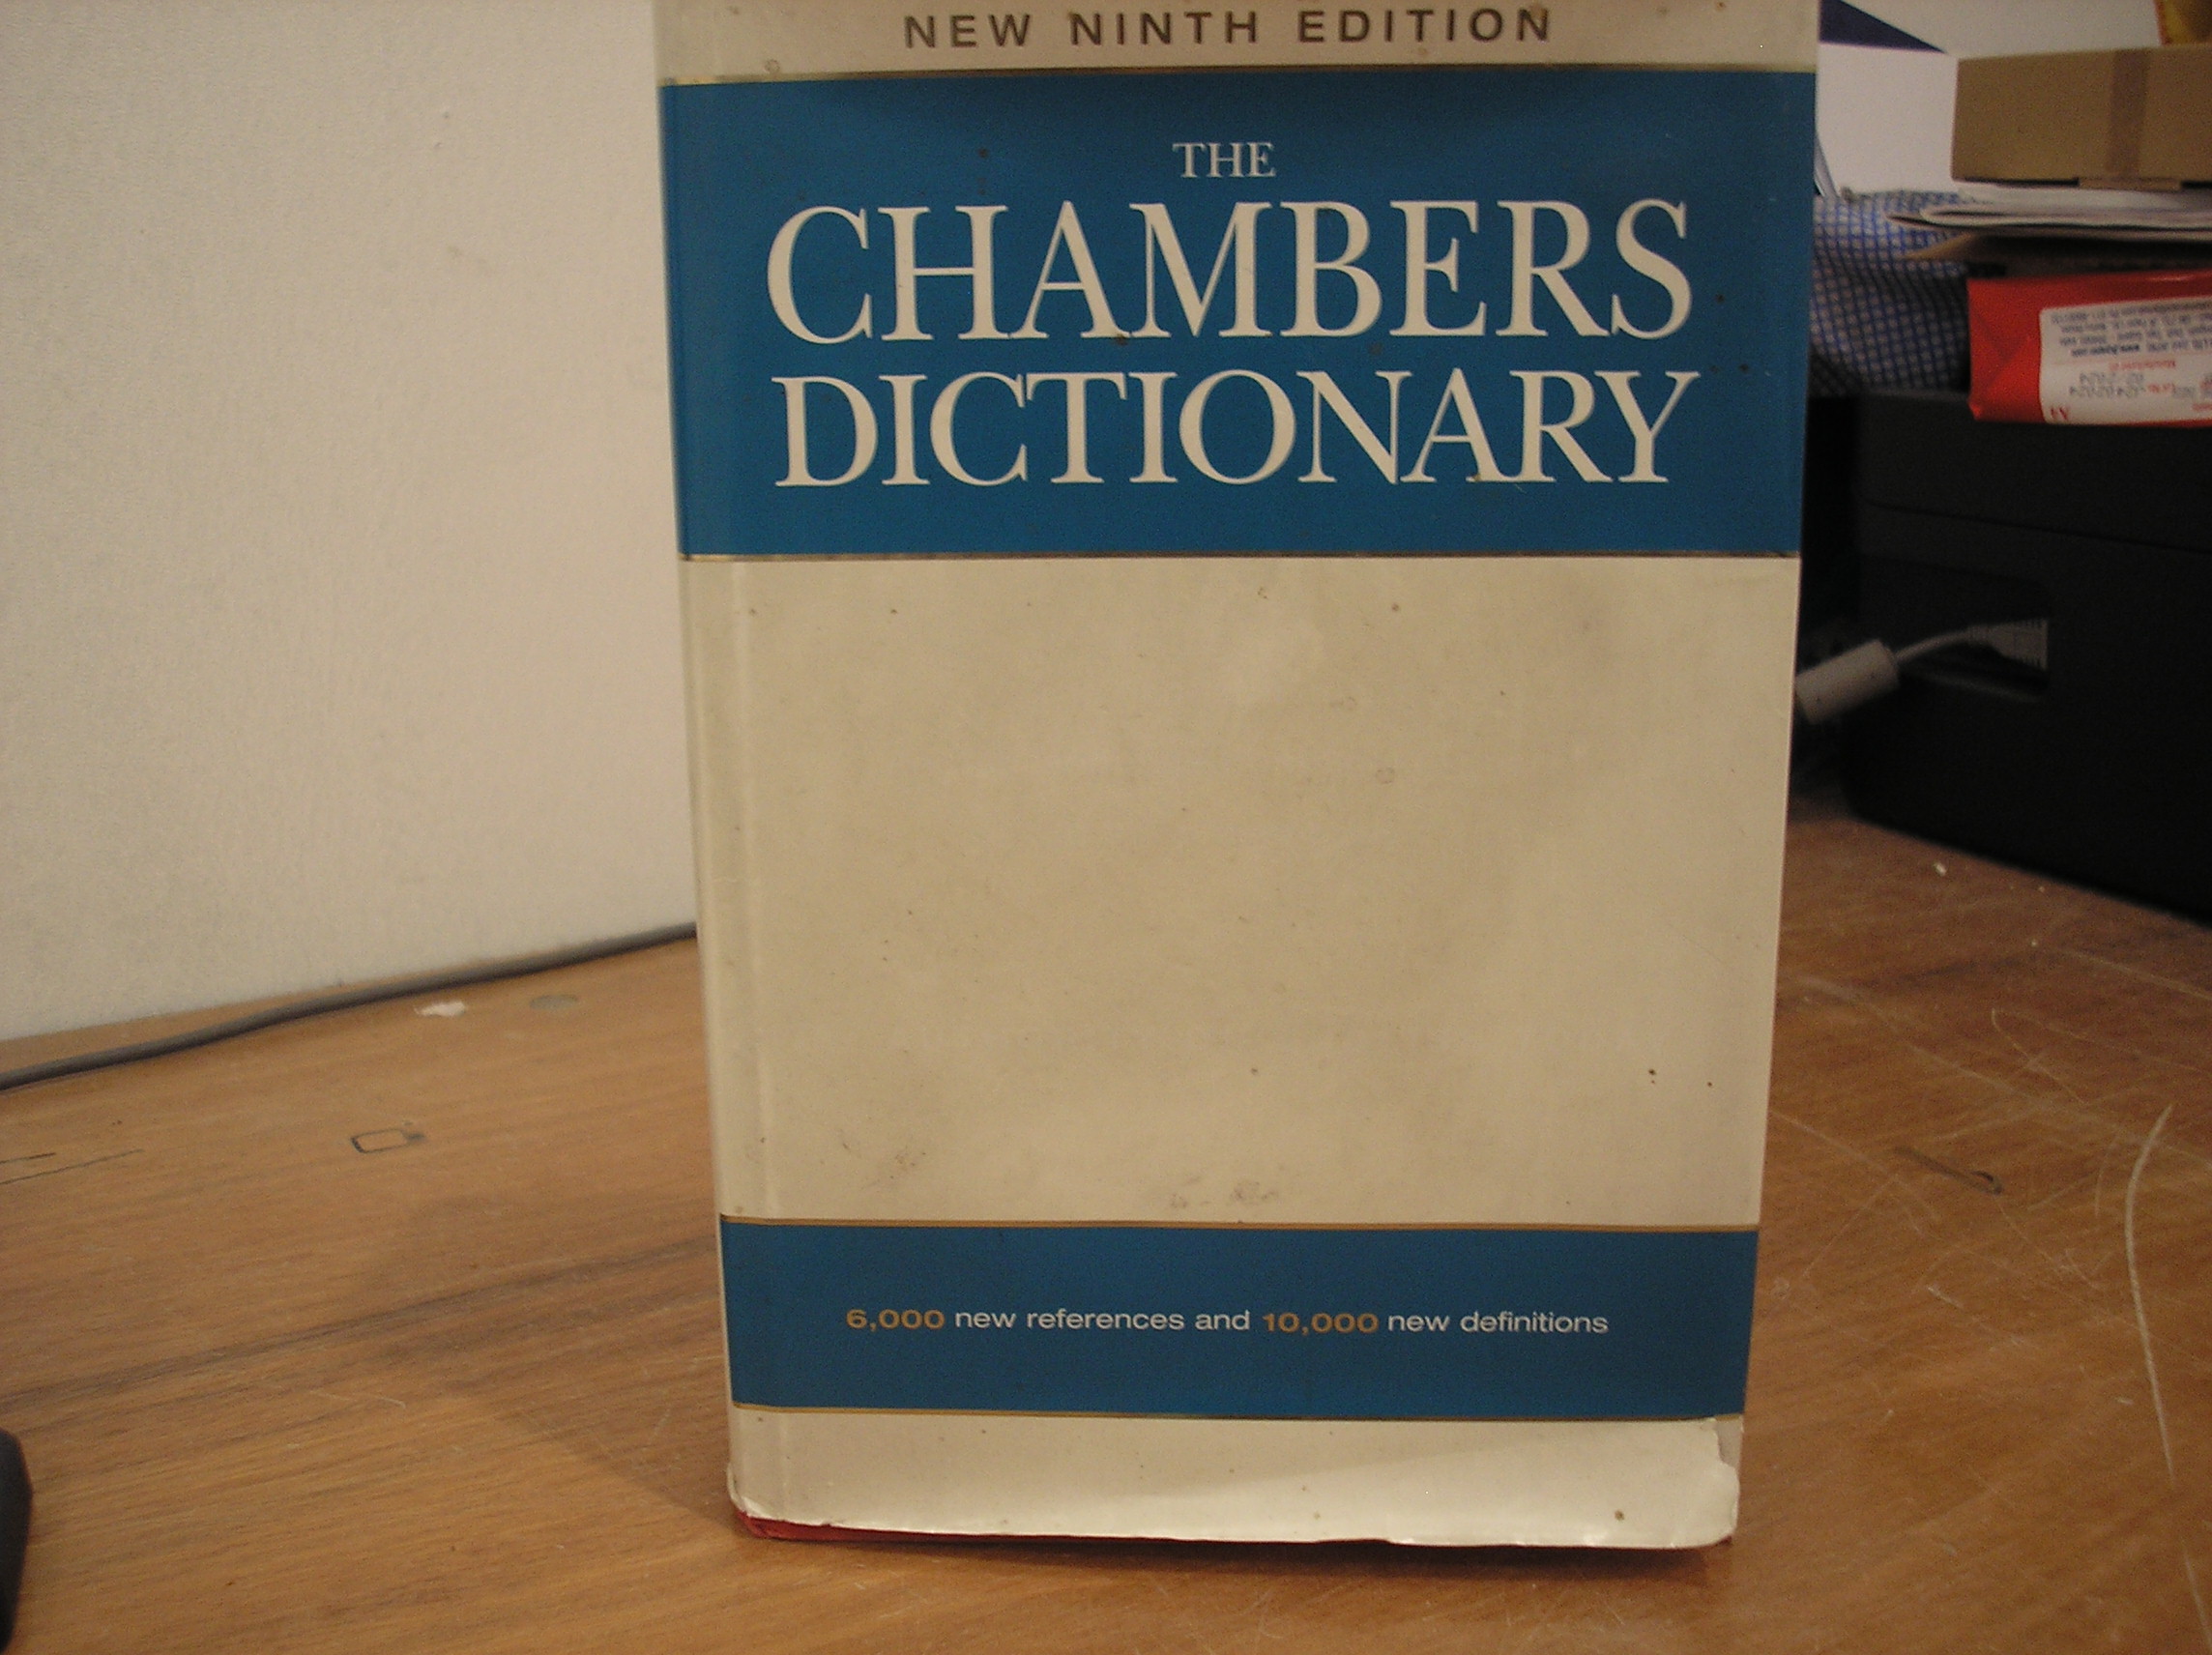 NEW NINTH EDITION
THE
CHAMBERS
DICTIONARY
6,000 new references and 10,000 new definitions